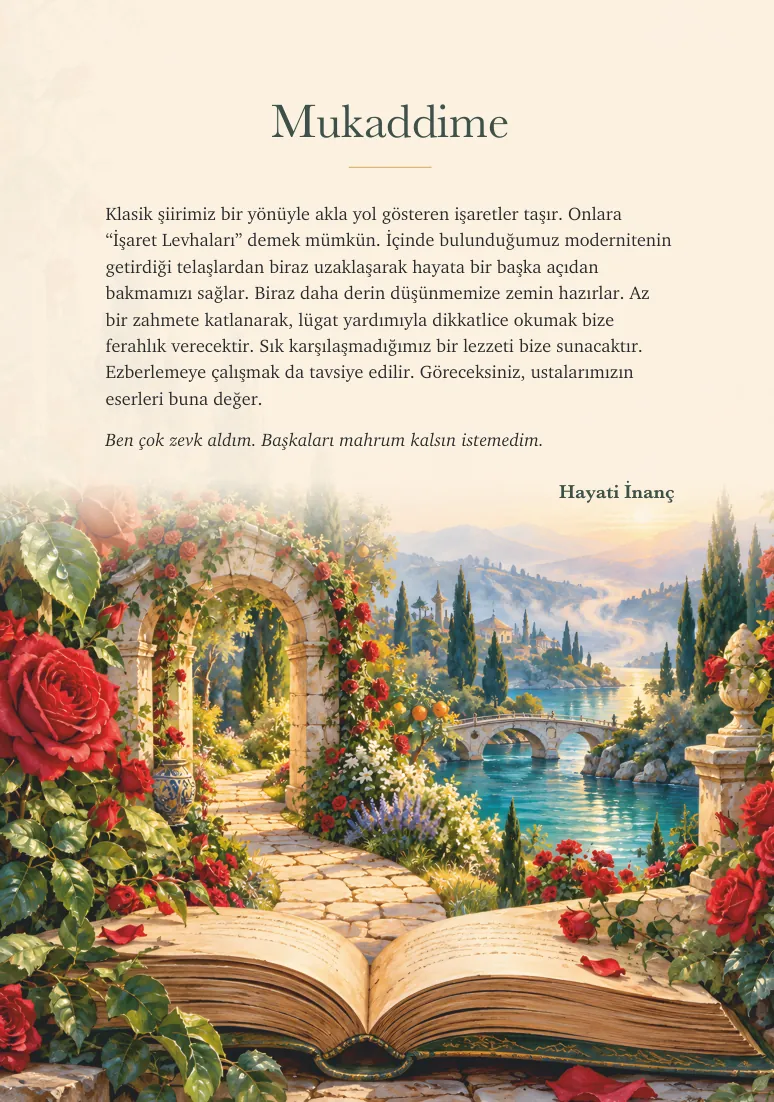 Mukaddime
Klasik şiirimiz bir yönüyle akla yol gösteren işaretler taşır. Onlara
“İşaret Levhaları” demek mümkün. İçinde bulunduğumuz modernitenin
getirdiği telaşlardan biraz uzaklaşarak hayata bir başka açıdan
bakmamızı sağlar. Biraz daha derin düşünmemize zemin hazırlar. Az
bir zahmete katlanarak, lügat yardımıyla dikkatlice okumak bize
ferahlık verecektir. Sık karşılaşmadığımız bir lezzeti bize sunacaktır.
Ezberlemeye çalışmak da tavsiye edilir. Göreceksiniz, ustalarımızın
eserleri buna değer.
Ben çok zevk aldım. Başkaları mahrum kalsın istemedim.
Hayati İnanç